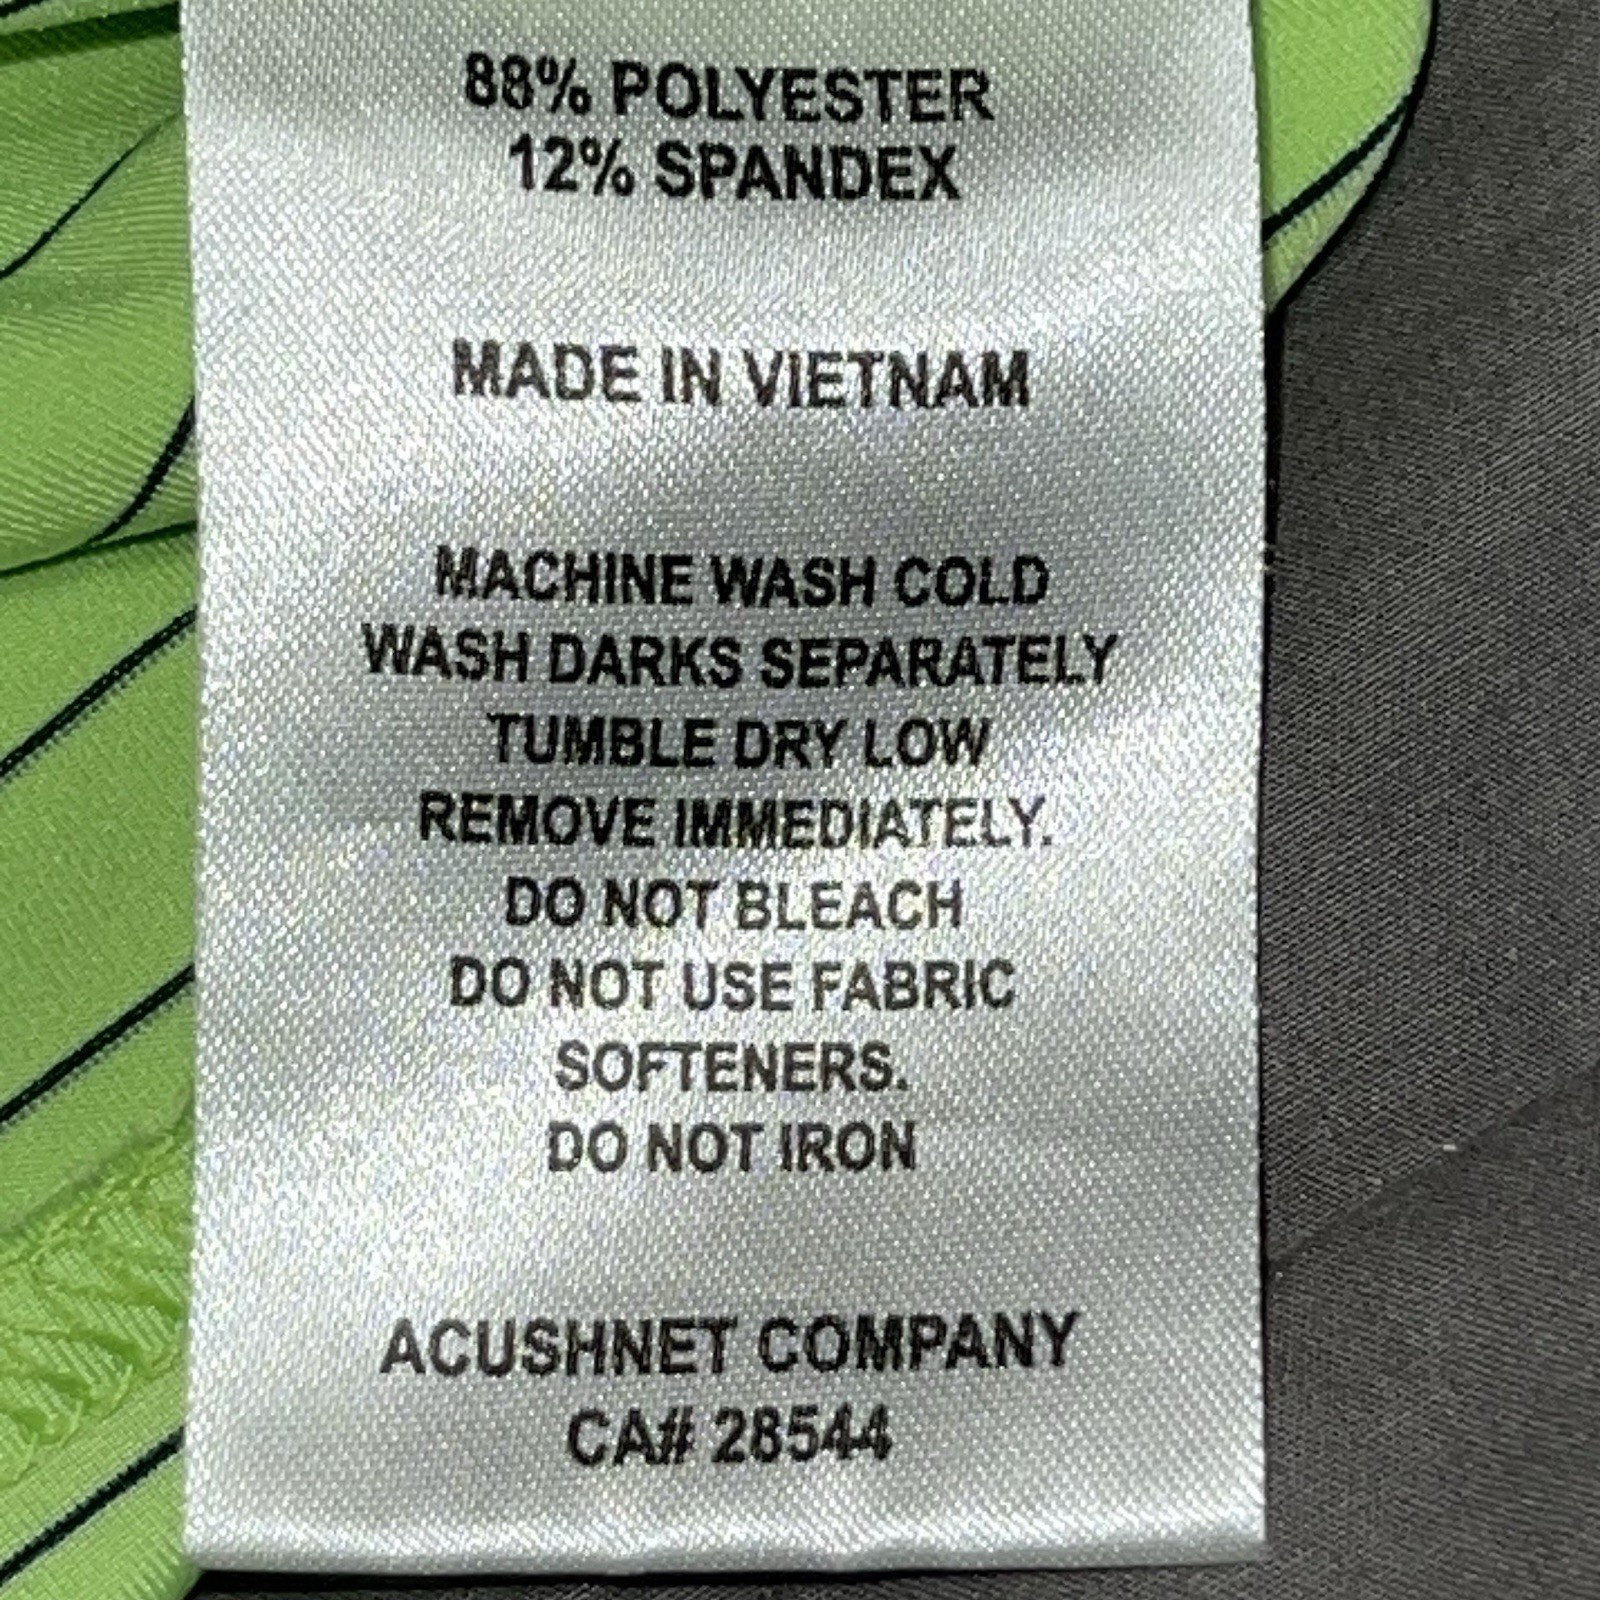 88% POLYESTER
12% SPANDEX
MADE IN VIETNAM
MACHINE WASH COLD
WASH DARKS SEPARATELY
TUMBLE DRY LOW
REMOVE IMMEDIATELY.
DO NOT BLEACH
DO NOT USE FABRIC
SOFTENERS.
DO NOT IRON
ACUSHNET COMPANY
CA# 28544